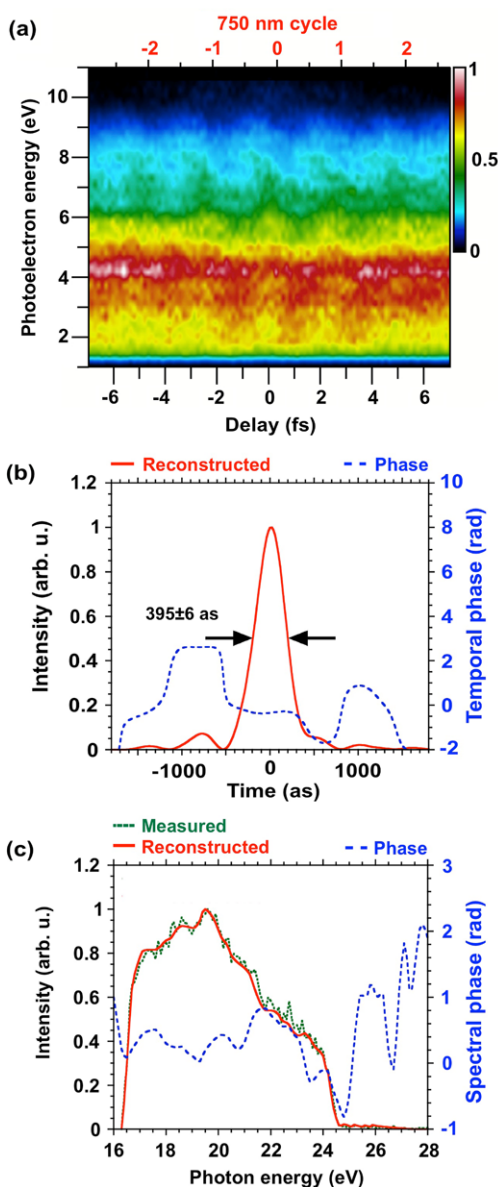 (a)
750 nm cycle
-2 -1 0 1 2
Photoelectron energy (eV)
10
8
6
4
2
1
0.5
0
-6 -4 -2 0 2 4 6
Delay (fs)
(b)
Reconstructed
Phase
Intensity (arb. u.)
1.2
1
0.8
0.6
0.4
0.2
0
395±6 as
10
8
6
4
2
0
-2
Temporal phase (rad)
-1000 0 1000
Time (as)
(c)
Measured
Reconstructed
Phase
Intensity (arb. u.)
1.2
1
0.8
0.6
0.4
0.2
0
3
2
1
0
-1
Spectral phase (rad)
16 18 20 22 24 26 28
Photon energy (eV)